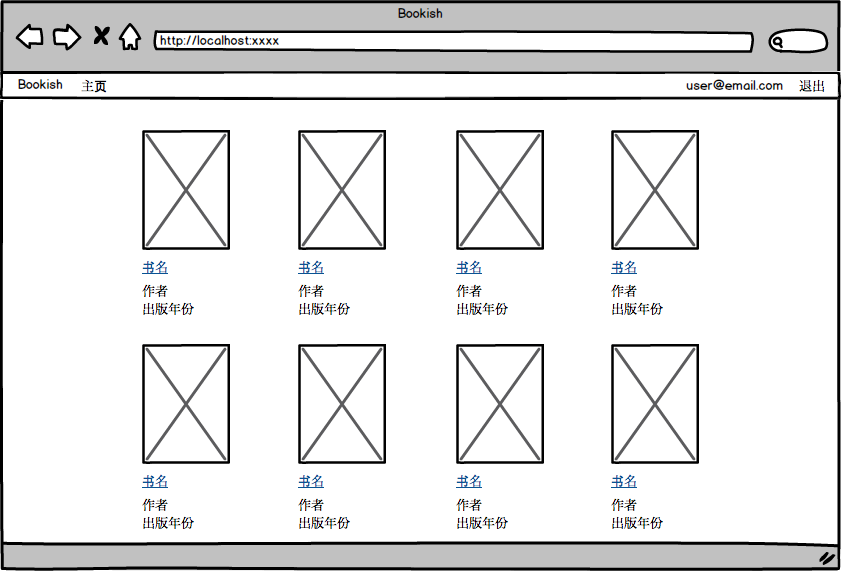 Bookish
http://localhost:xxxx
Bookish 主页 user@email.com 退出
书名 书名 书名 书名
作者 作者 作者 作者
出版年份 出版年份 出版年份 出版年份
书名 书名 书名 书名
作者 作者 作者 作者
出版年份 出版年份 出版年份 出版年份